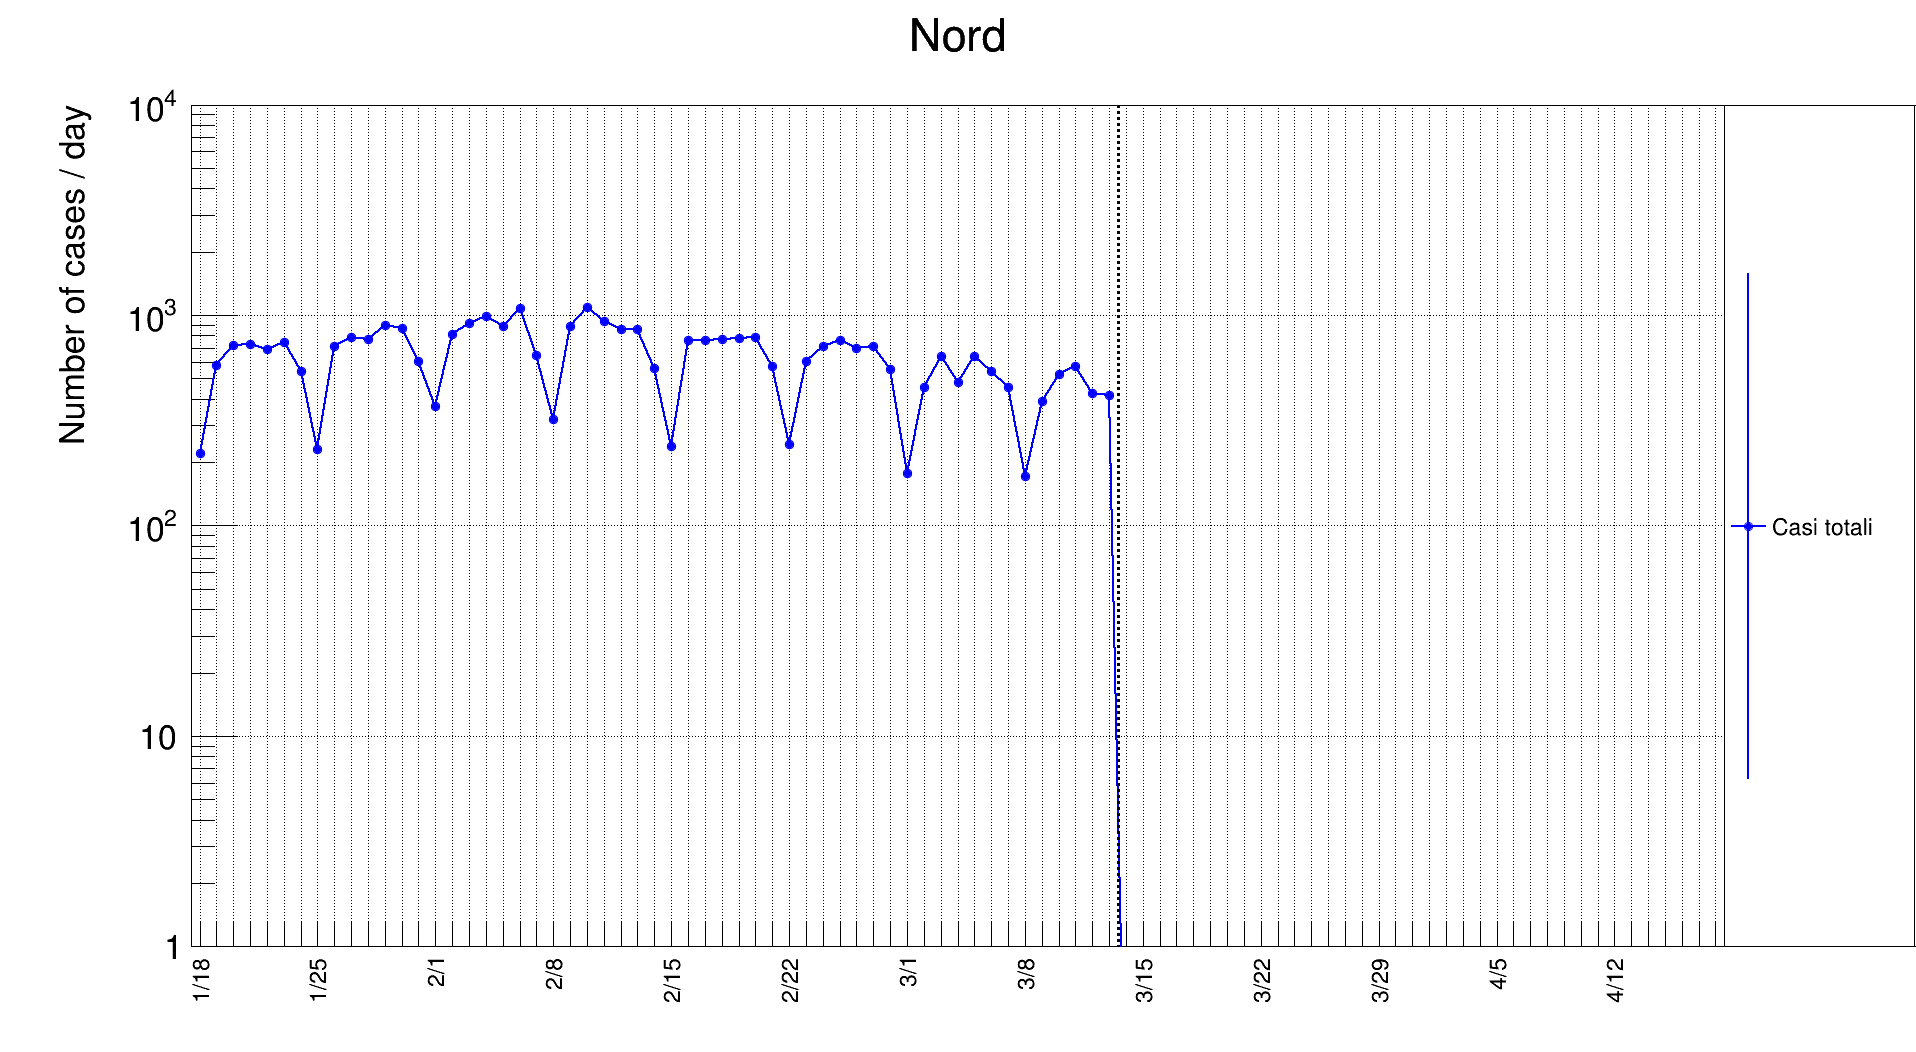 Nord
Number of cases / day
10^4
10^3
10^2
10
1
1/18 1/25 2/1 2/8 2/15 2/22 3/1 3/8 3/15 3/22 3/29 4/5 4/12
Casi totali